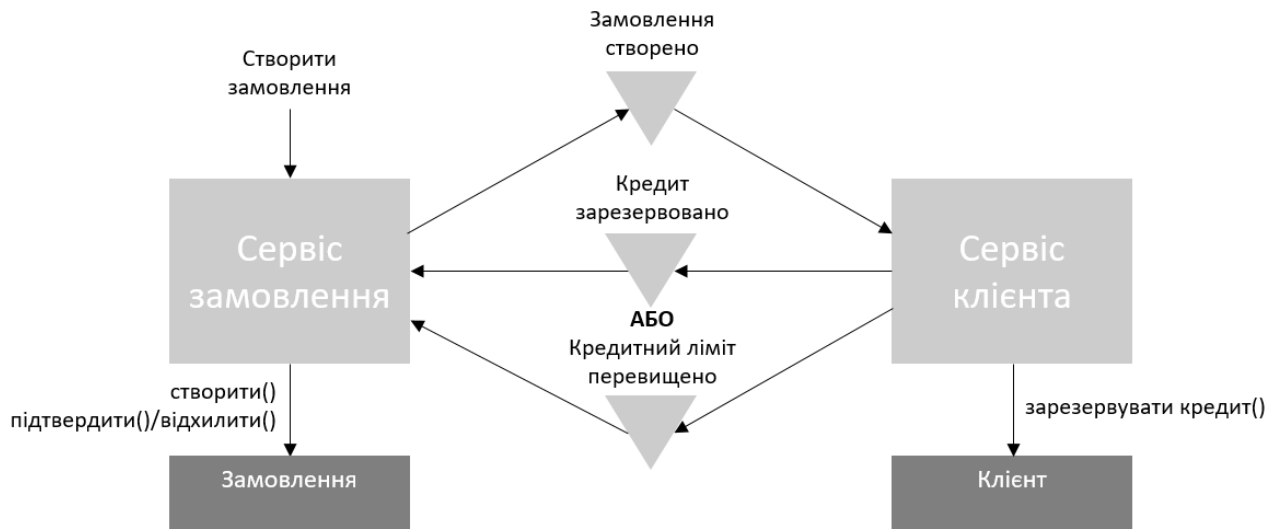 Замовлення
створено
Створити
замовлення
Кредит
зарезервовано
Сервіс
замовлення
Сервіс
клієнта
АБО
Кредитний ліміт
перевищено
створити()
підтвердити()/відхилити()
зарезервувати кредит()
Замовлення
Клієнт